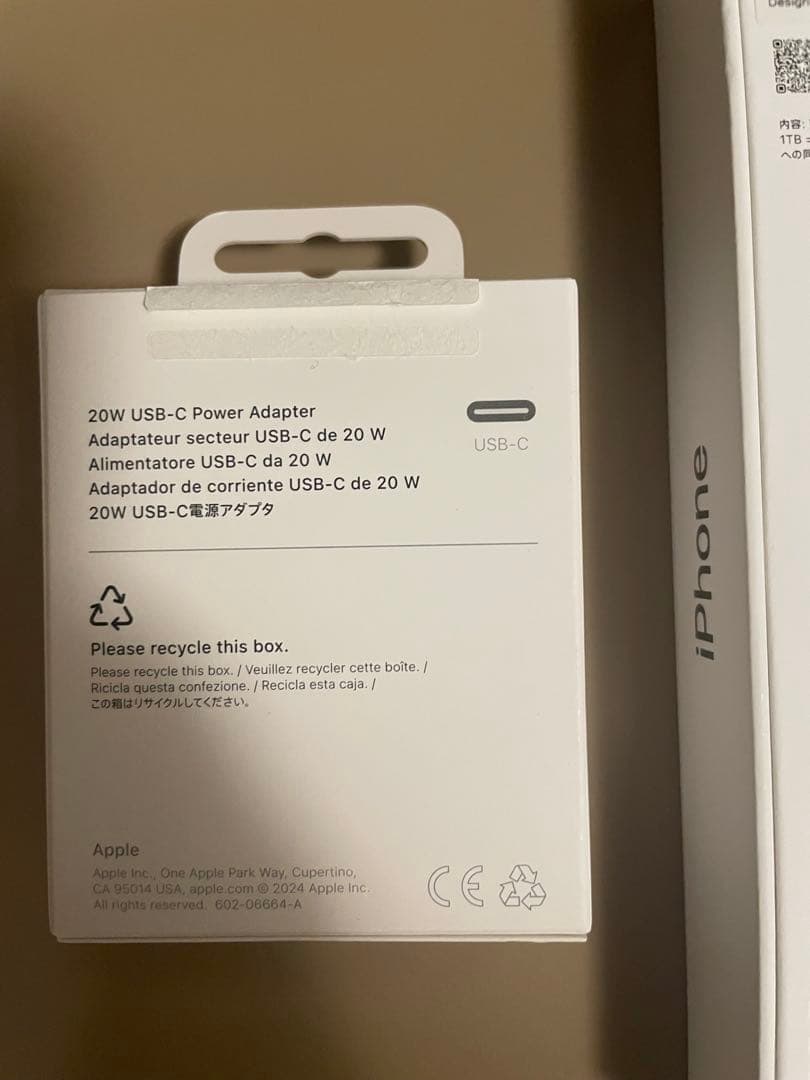 20W USB-C Power Adapter
Adaptateur secteur USB-C de 20 W
Alimentatore USB-C da 20 W
Adaptador de corriente USB-C de 20 W
20W USB-C電源アダプタ
USB-C
Please recycle this box.
Please recycle this box. / Veuillez recycler cette boîte. /
Ricicla questa confezione. / Recicla esta caja. /
この箱はリサイクルしてください。
Apple
Apple Inc., One Apple Park Way, Cupertino,
CA 95014 USA, apple.com © 2024 Apple Inc.
All rights reserved. 602-06664-A
CE
iPhone
内容:
1TB
への